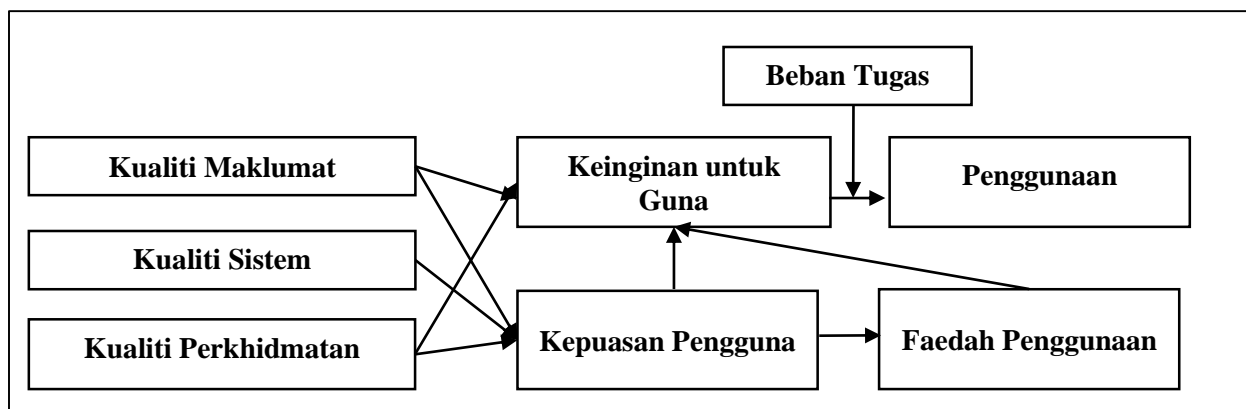 Beban Tugas
Kualiti Maklumat
Keinginan untuk
Guna
Penggunaan
Kualiti Sistem
Kualiti Perkhidmatan
Kepuasan Pengguna
Faedah Penggunaan